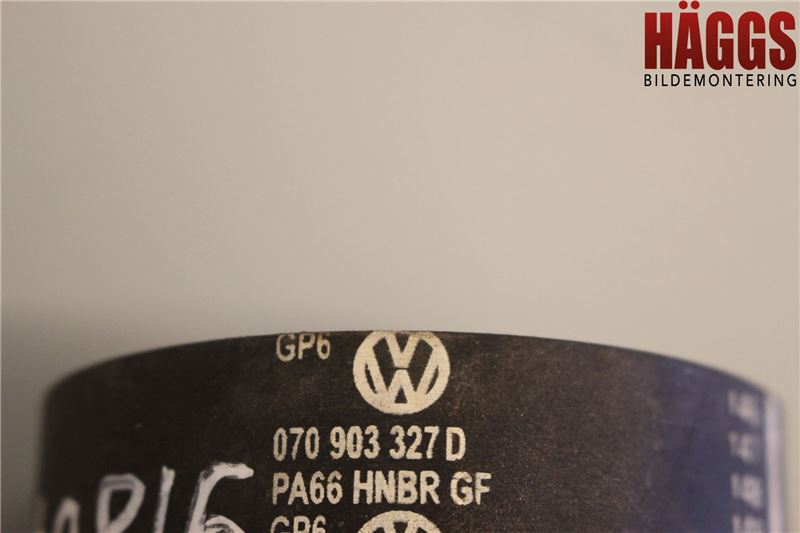 HÄGGS
BILDEMONTERING
GP6
070 903 327 D
PA66 HNBR GF
GP6